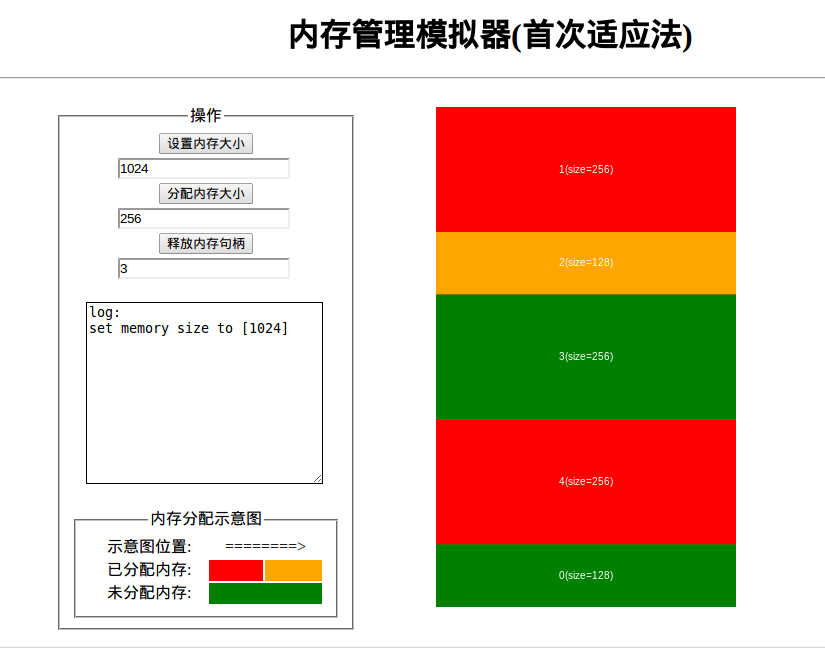 内存管理模拟器(首次适应法)
操作
设置内存大小
1024
分配内存大小
256
释放内存句柄
3
log:
set memory size to [1024]
内存分配示意图
示意图位置: ========>
已分配内存:
未分配内存:
1(size=256)
2(size=128)
3(size=256)
4(size=256)
0(size=128)